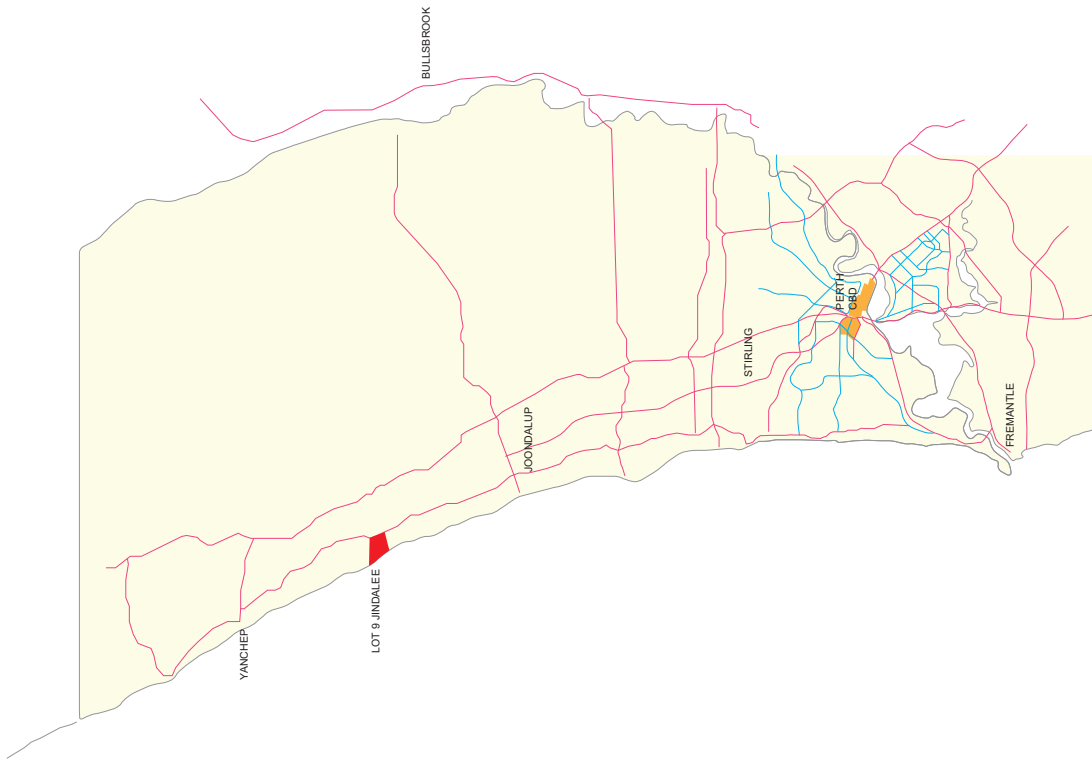 BULLSBROOK
PERTH
CBD
STIRLING
FREMANTLE
JOONDALUP
LOT 9 JINDALEE
YANCHEP